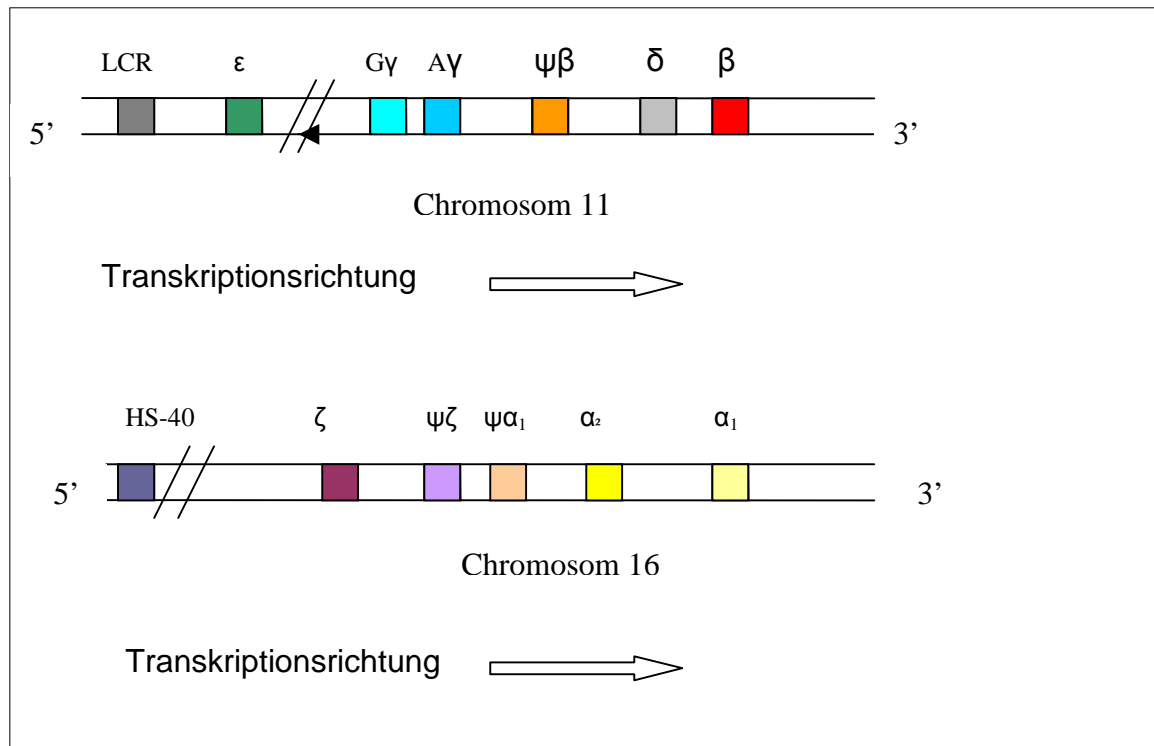 LCR ε Gγ Aγ ψβ δ β
5’ 3’
Chromosom 11
Transkriptionsrichtung
HS-40 ζ ψζ ψα₁ α₂ α₁
5’ 3’
Chromosom 16
Transkriptionsrichtung